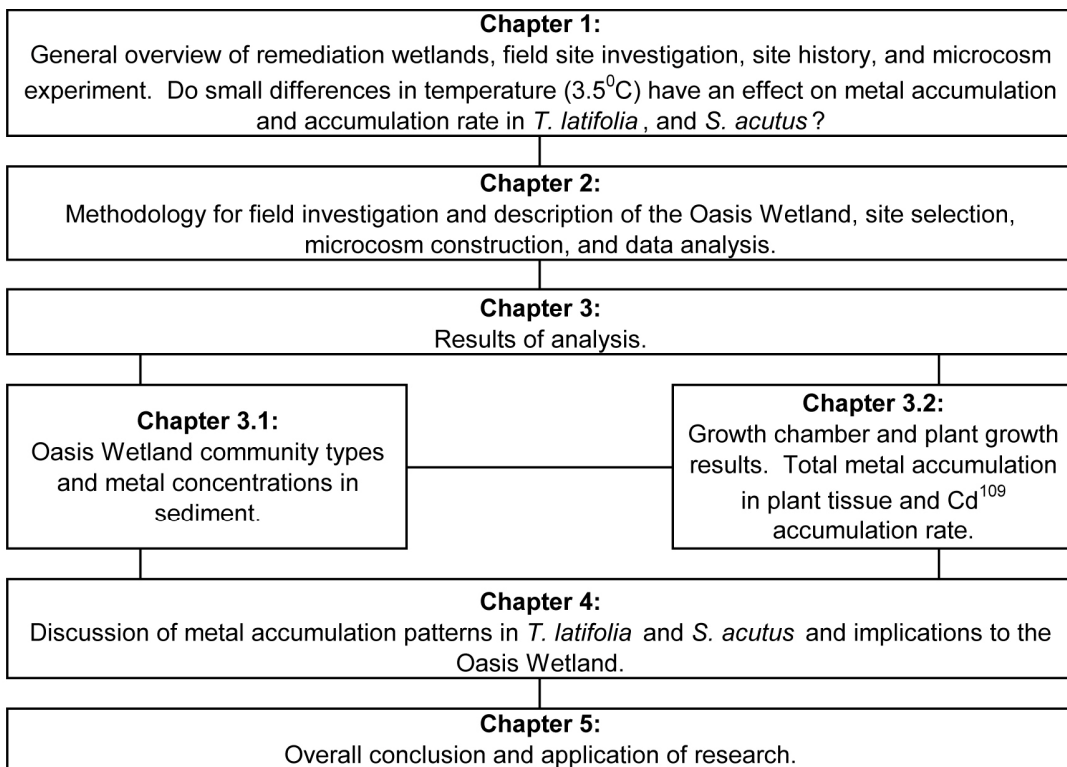 Chapter 1:
General overview of remediation wetlands, field site investigation, site history, and microcosm
experiment.  Do small differences in temperature (3.5⁰C) have an effect on metal accumulation
and accumulation rate in T. latifolia, and S. acutus?
Chapter 2:
Methodology for field investigation and description of the Oasis Wetland, site selection,
microcosm construction, and data analysis.
Chapter 3:
Results of analysis.
Chapter 3.1:
Oasis Wetland community types
and metal concentrations in
sediment.
Chapter 3.2:
Growth chamber and plant growth
results.  Total metal accumulation
in plant tissue and Cd¹⁰⁹
accumulation rate.
Chapter 4:
Discussion of metal accumulation patterns in T. latifolia and S. acutus and implications to the
Oasis Wetland.
Chapter 5:
Overall conclusion and application of research.